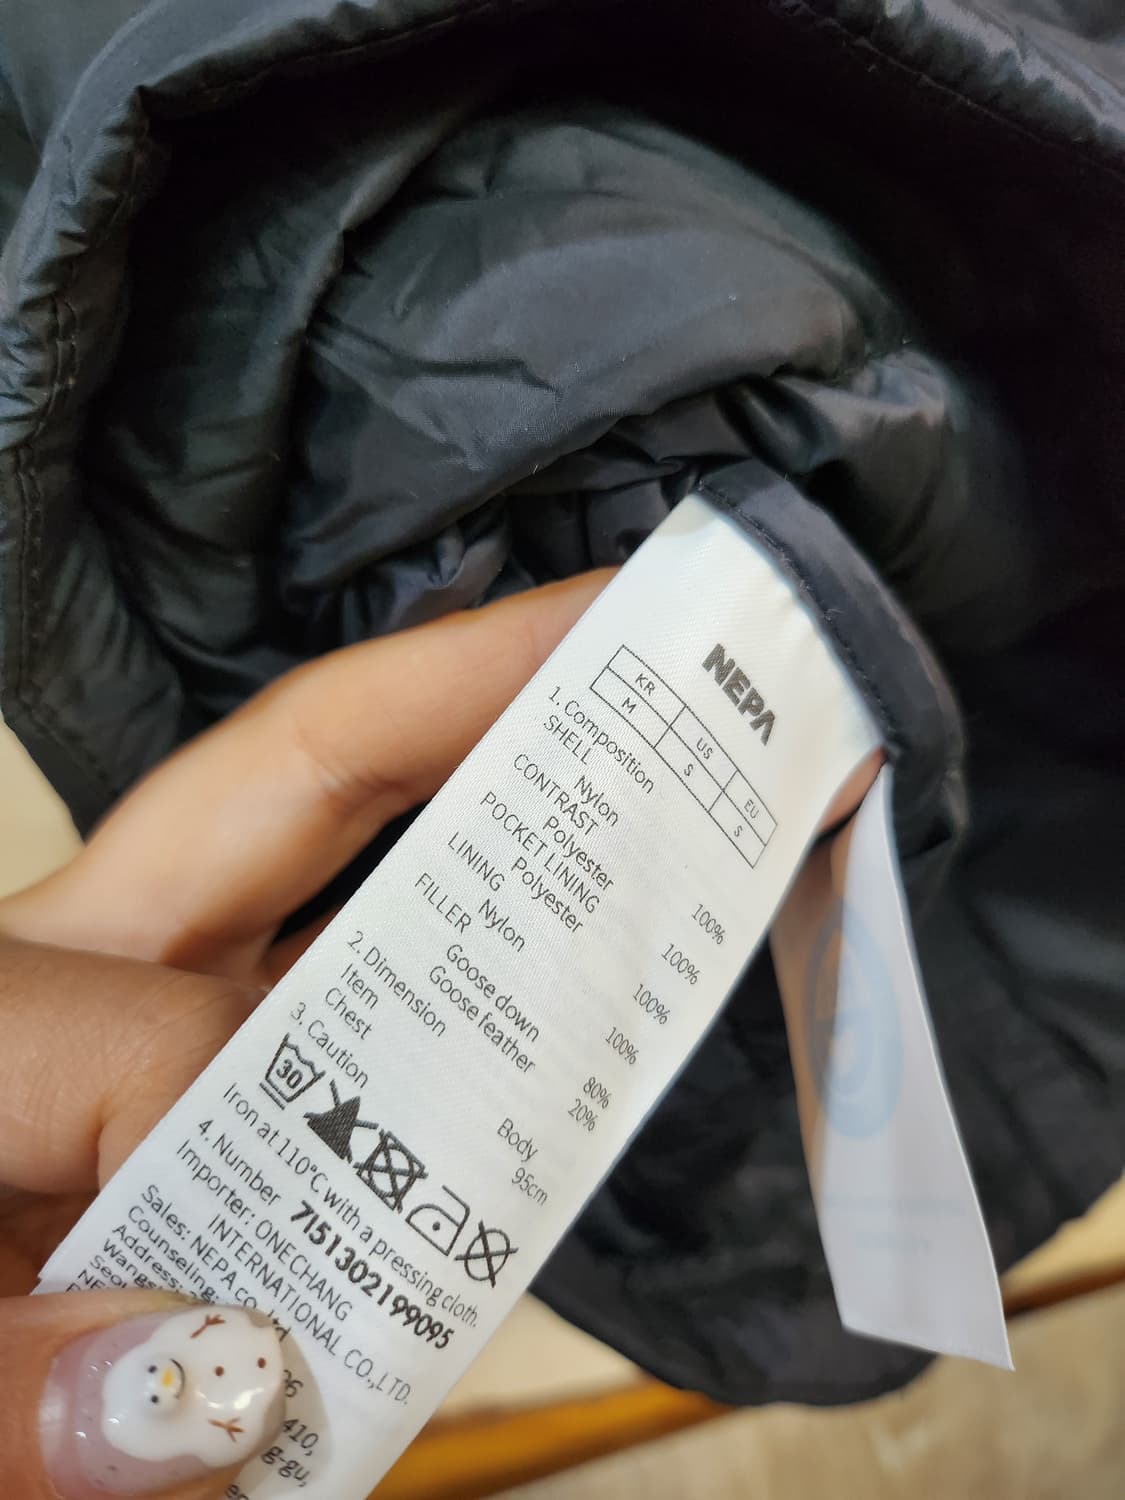 NEPA
KR US EU
M S S
1. Composition
SHELL
Nylon 100%
CONTRAST
Polyester 100%
POCKET LINING
Polyester 100%
LINING
Nylon 100%
FILLER
Goose down 80%
Goose feather 20%
2. Dimension
Item Body
Chest 95cm
3. Caution
30
Iron at 110°C with a pressing cloth.
4. Number 7151302199095
Importer: ONECHANG
INTERNATIONAL CO.,LTD.
Sales: NEPA CO.,Ltd
Counseling:
Address:
410,
g-gu,